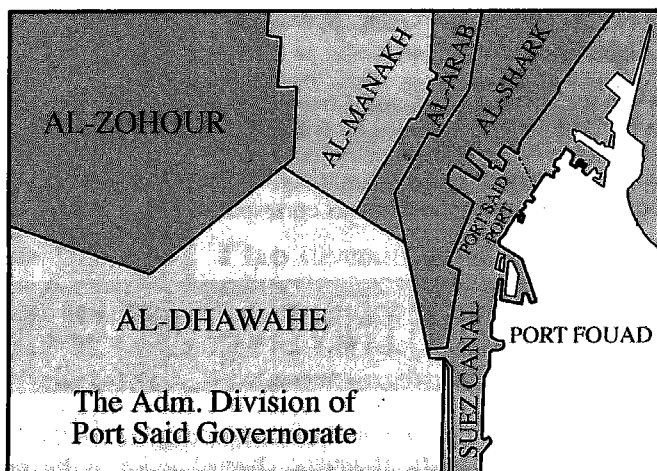 AL-ZOHOUR
AL-MANAKH
AL-ARAB
AL-SHARK
PORT SAID
PORT
AL-DHAWAHE
SUEZ CANAL
PORT FOUAD
The Adm. Division of
Port Said Governorate